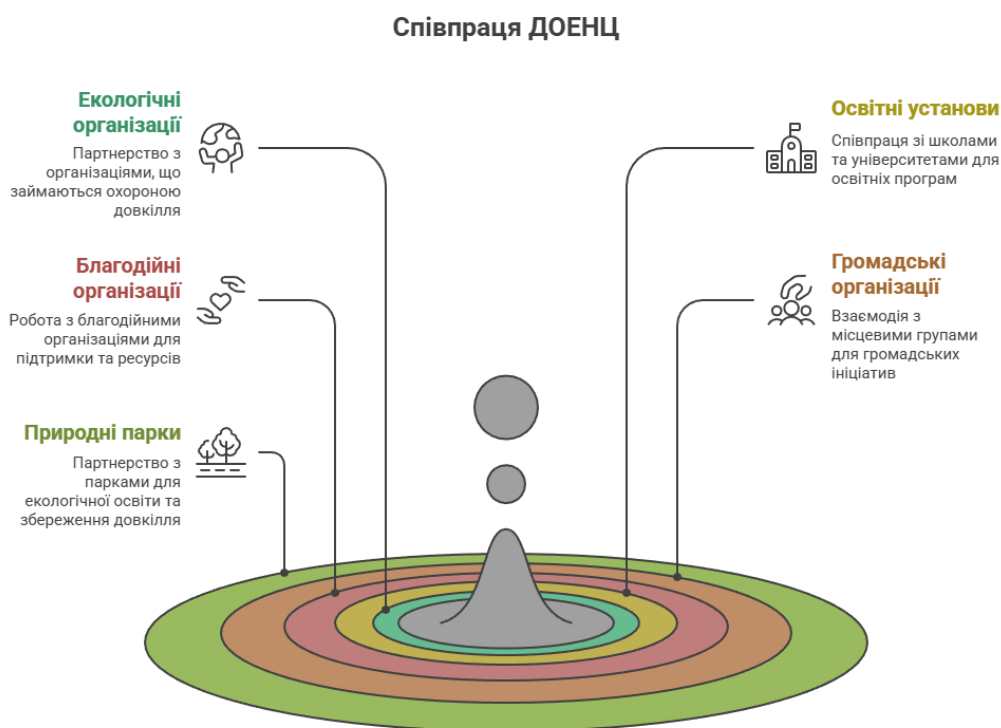 Співпраця ДОЕНЦ
Екологічні
організації
Партнерство з
організаціями, що
займаються охороною
довкілля
Благодійні
організації
Робота з благодійними
організаціями для
підтримки та ресурсів
Природні парки
Партнерство з
парками для
екологічної освіти та
збереження довкілля
Освітні установи
Співпраця зі школами
та університетами для
освітніх програм
Громадські
організації
Взаємодія з
місцевими групами
для громадських
ініціатив